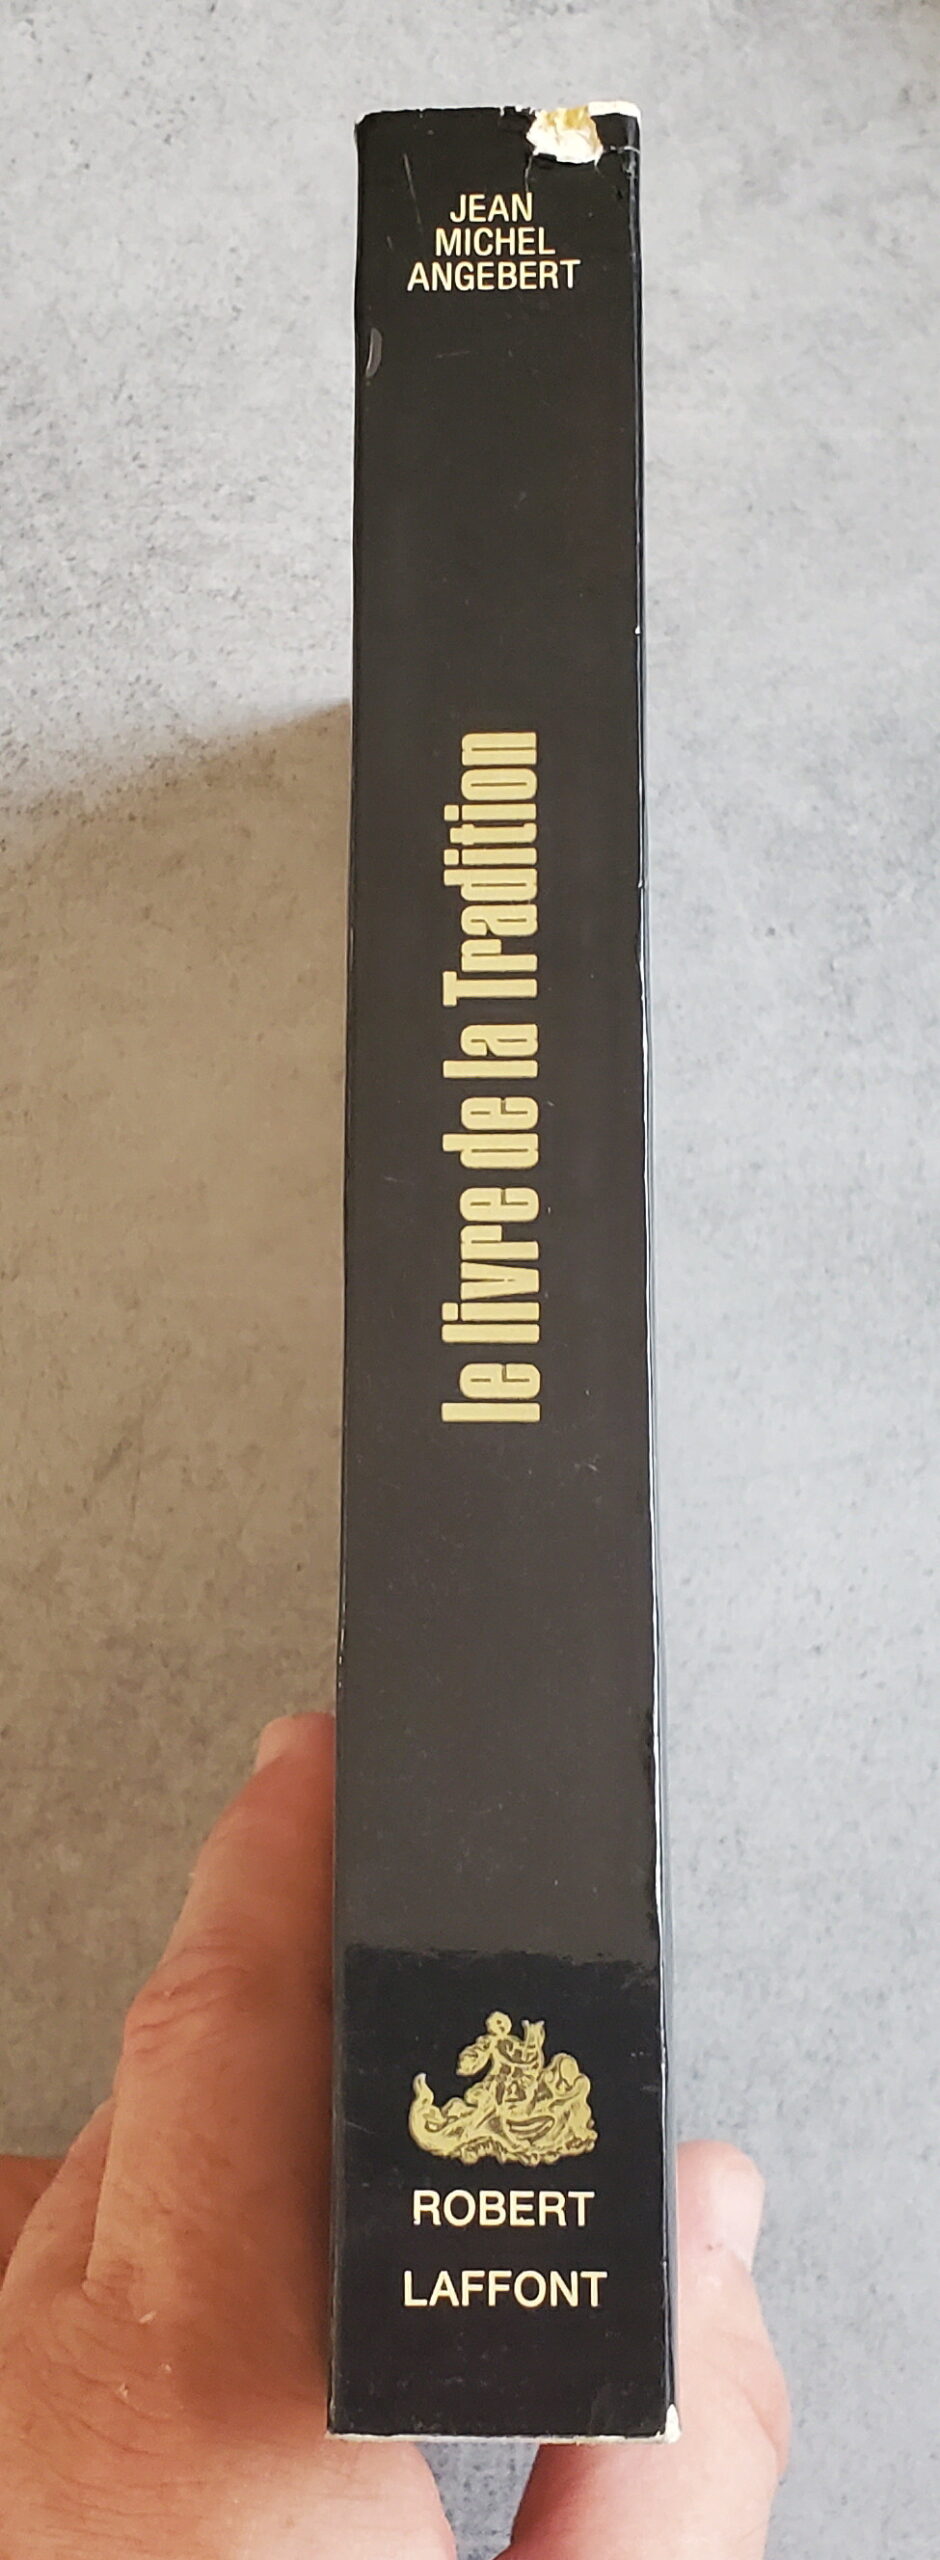 JEAN
MICHEL
ANGEBERT
le livre de la Tradition
ROBERT
LAFFONT